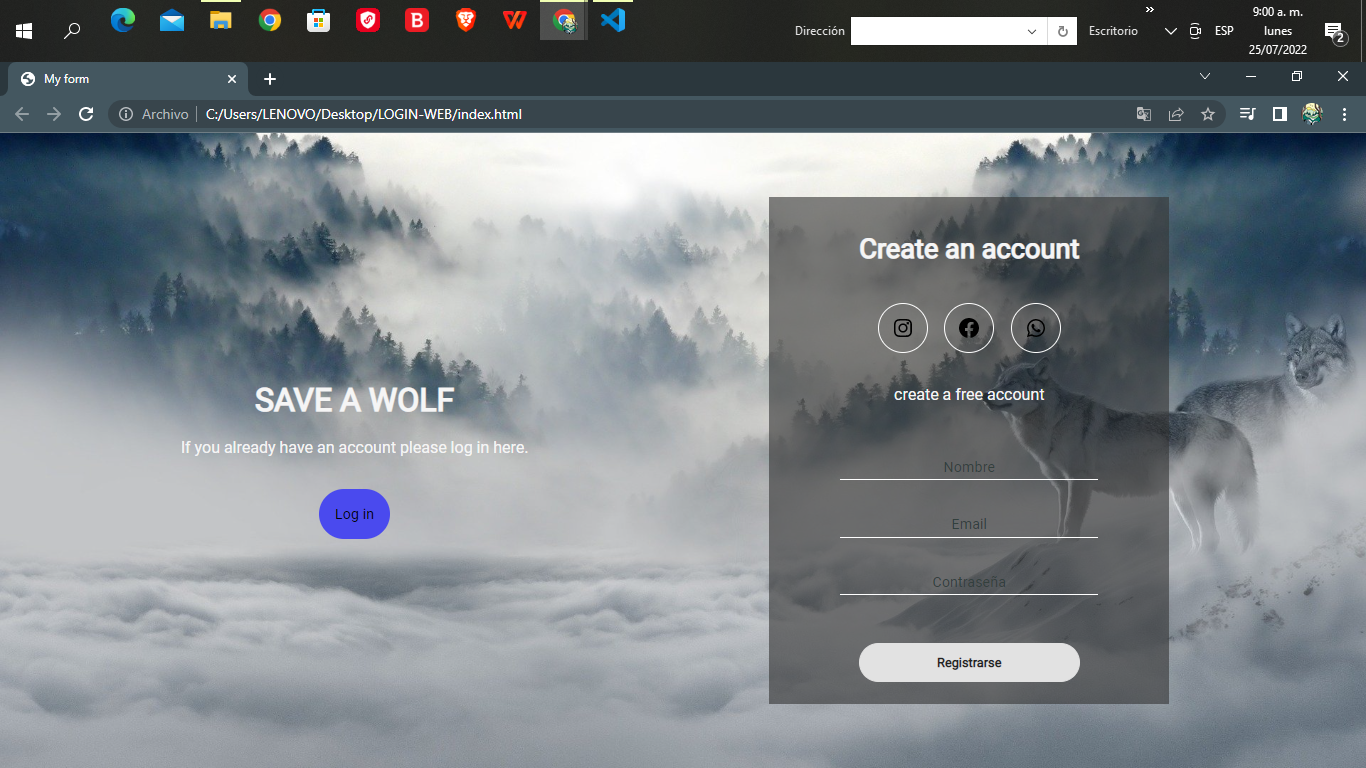 Dirección
Escritorio
ESP
9:00 a. m.
lunes
25/07/2022
2
My form
Archivo
C:/Users/LENOVO/Desktop/LOGIN-WEB/index.html
SAVE A WOLF
If you already have an account please log in here.
Log in
Create an account
create a free account
Nombre
Email
Contraseña
Registrarse